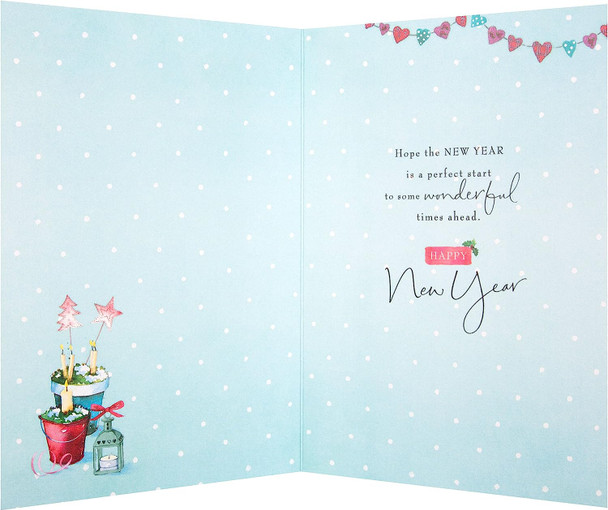 Hope the NEW YEAR
is a perfect start
to some wonderful
times ahead.
HAPPY
New Year